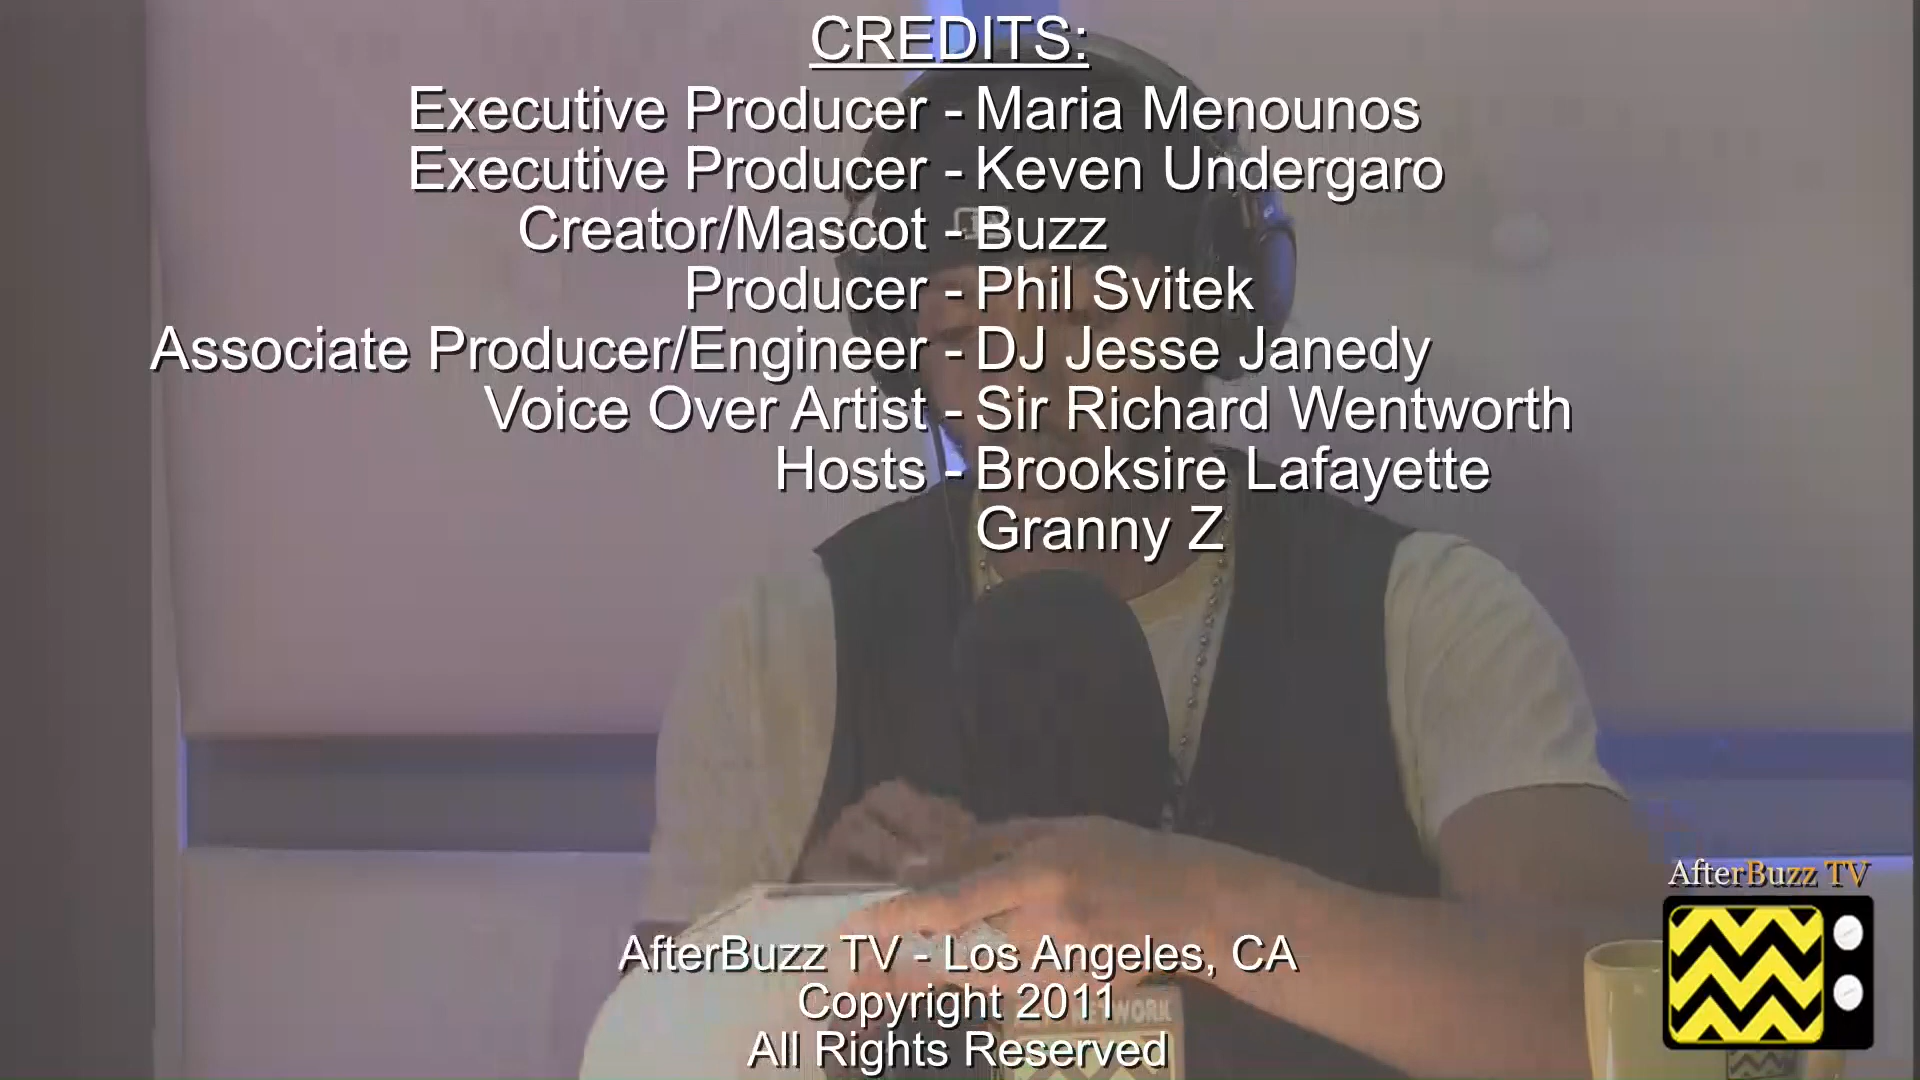 CREDITS:
Executive Producer - Maria Menounos
Executive Producer - Keven Undergaro
Creator/Mascot - Buzz
Producer - Phil Svitek
Associate Producer/Engineer - DJ Jesse Janedy
Voice Over Artist - Sir Richard Wentworth
Hosts - Brooksire Lafayette
Granny Z
AfterBuzz TV - Los Angeles, CA
Copyright 2011
All Rights Reserved
AfterBuzz TV